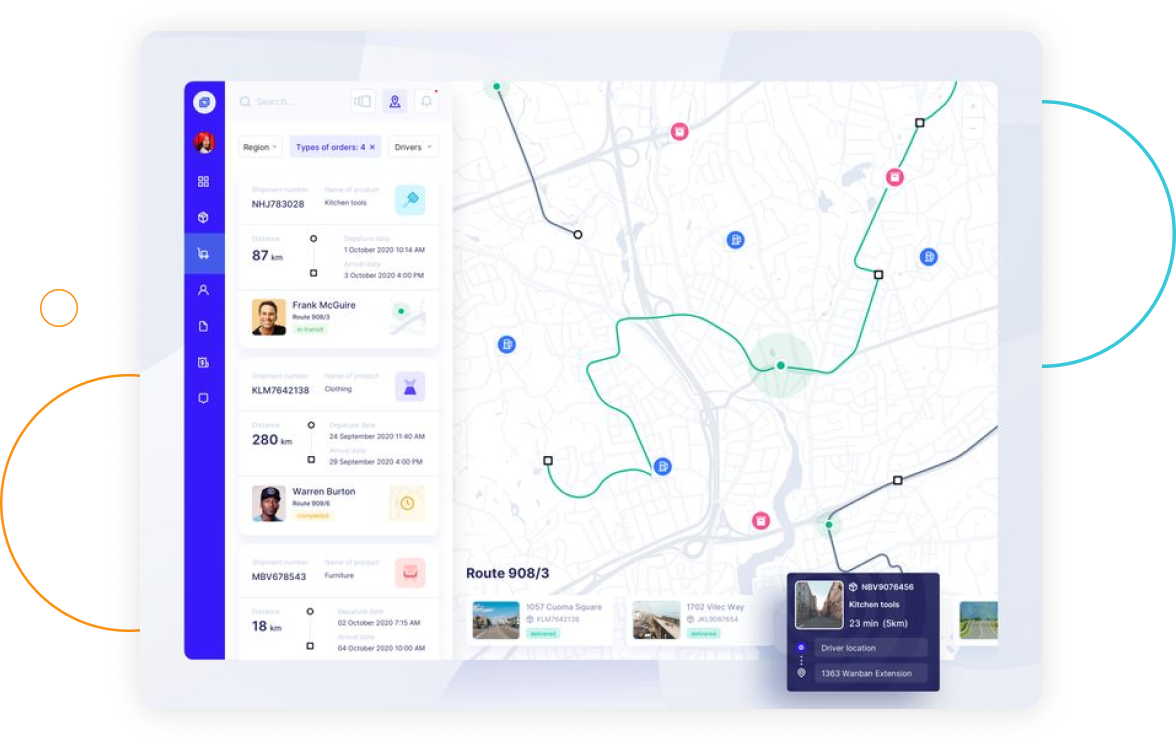 Search...
Region
Types of orders: 4 ×
Drivers
Shipment number
Name of product
NHJ783028
Kitchen tools
Distance
Depature date
87 km
1 October 2020 10:14 AM
Arrival date
3 October 2020 4:00 PM
Frank McGuire
Route 908/3
in transit
Shipment number
Name of product
KLM7642138
Clothing
Distance
Depature date
280 km
24 September 2020 11:40 AM
Arrival date
29 September 2020 4:00 PM
Warren Burton
Route 909/6
completed
Shipment number
Name of product
MBV678543
Furniture
Distance
Depature date
18 km
02 October 2020 7:15 AM
Arrival date
04 October 2020 10:00 AM
Route 908/3
1057 Cuoma Square
KLM7642138
delivered
1702 Vilec Way
JKL9087654
delivered
NBV9076456
Kitchen tools
23 min (5km)
Driver location
1363 Wanban Extension